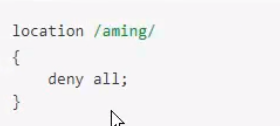 location /aming/
{
    deny all;
}